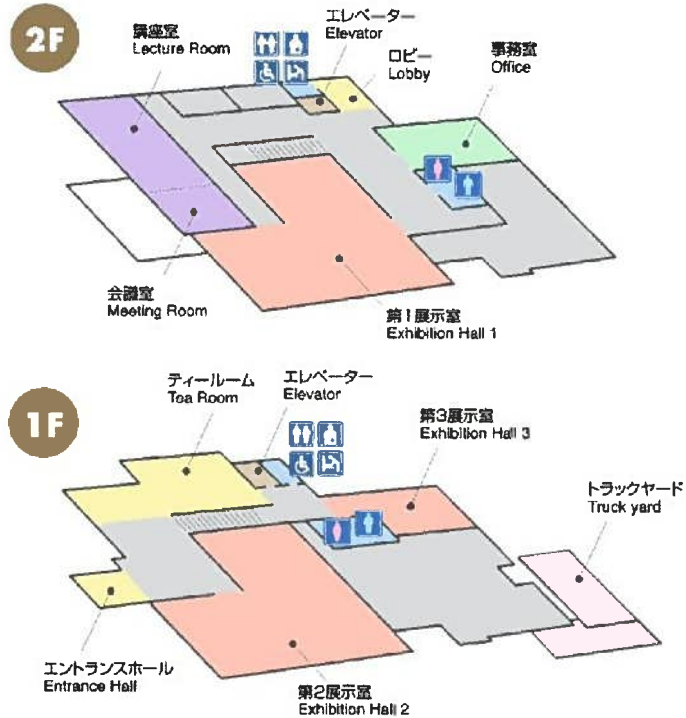 2F
講座室
Lecture Room
エレベーター
Elevator
ロビー
Lobby
事務室
Office
会議室
Meeting Room
第1展示室
Exhibition Hall 1
1F
ティールーム
Tea Room
エレベーター
Elevator
第3展示室
Exhibition Hall 3
トラックヤード
Truck yard
エントランスホール
Entrance Hall
第2展示室
Exhibition Hall 2